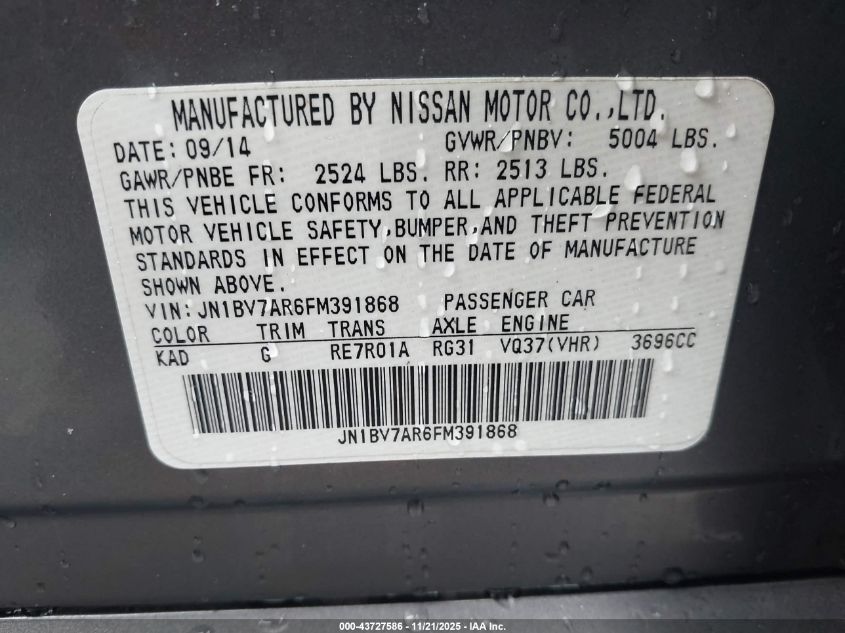 MANUFACTURED BY NISSAN MOTOR CO.,LTD.
DATE: 09/14 GVWR/PNBV: 5004 LBS.
GAWR/PNBE FR: 2524 LBS. RR: 2513 LBS.
THIS VEHICLE CONFORMS TO ALL APPLICABLE FEDERAL
MOTOR VEHICLE SAFETY,BUMPER,AND THEFT PREVENTION
STANDARDS IN EFFECT ON THE DATE OF MANUFACTURE
SHOWN ABOVE.
VIN: JN1BV7AR6FM391868 PASSENGER CAR
COLOR TRIM TRANS AXLE ENGINE
KAD G RE7R01A RG31 VQ37(VHR) 3696CC
JN1BV7AR6FM391868
000-43727586 - 11/21/2025 - IAA Inc.